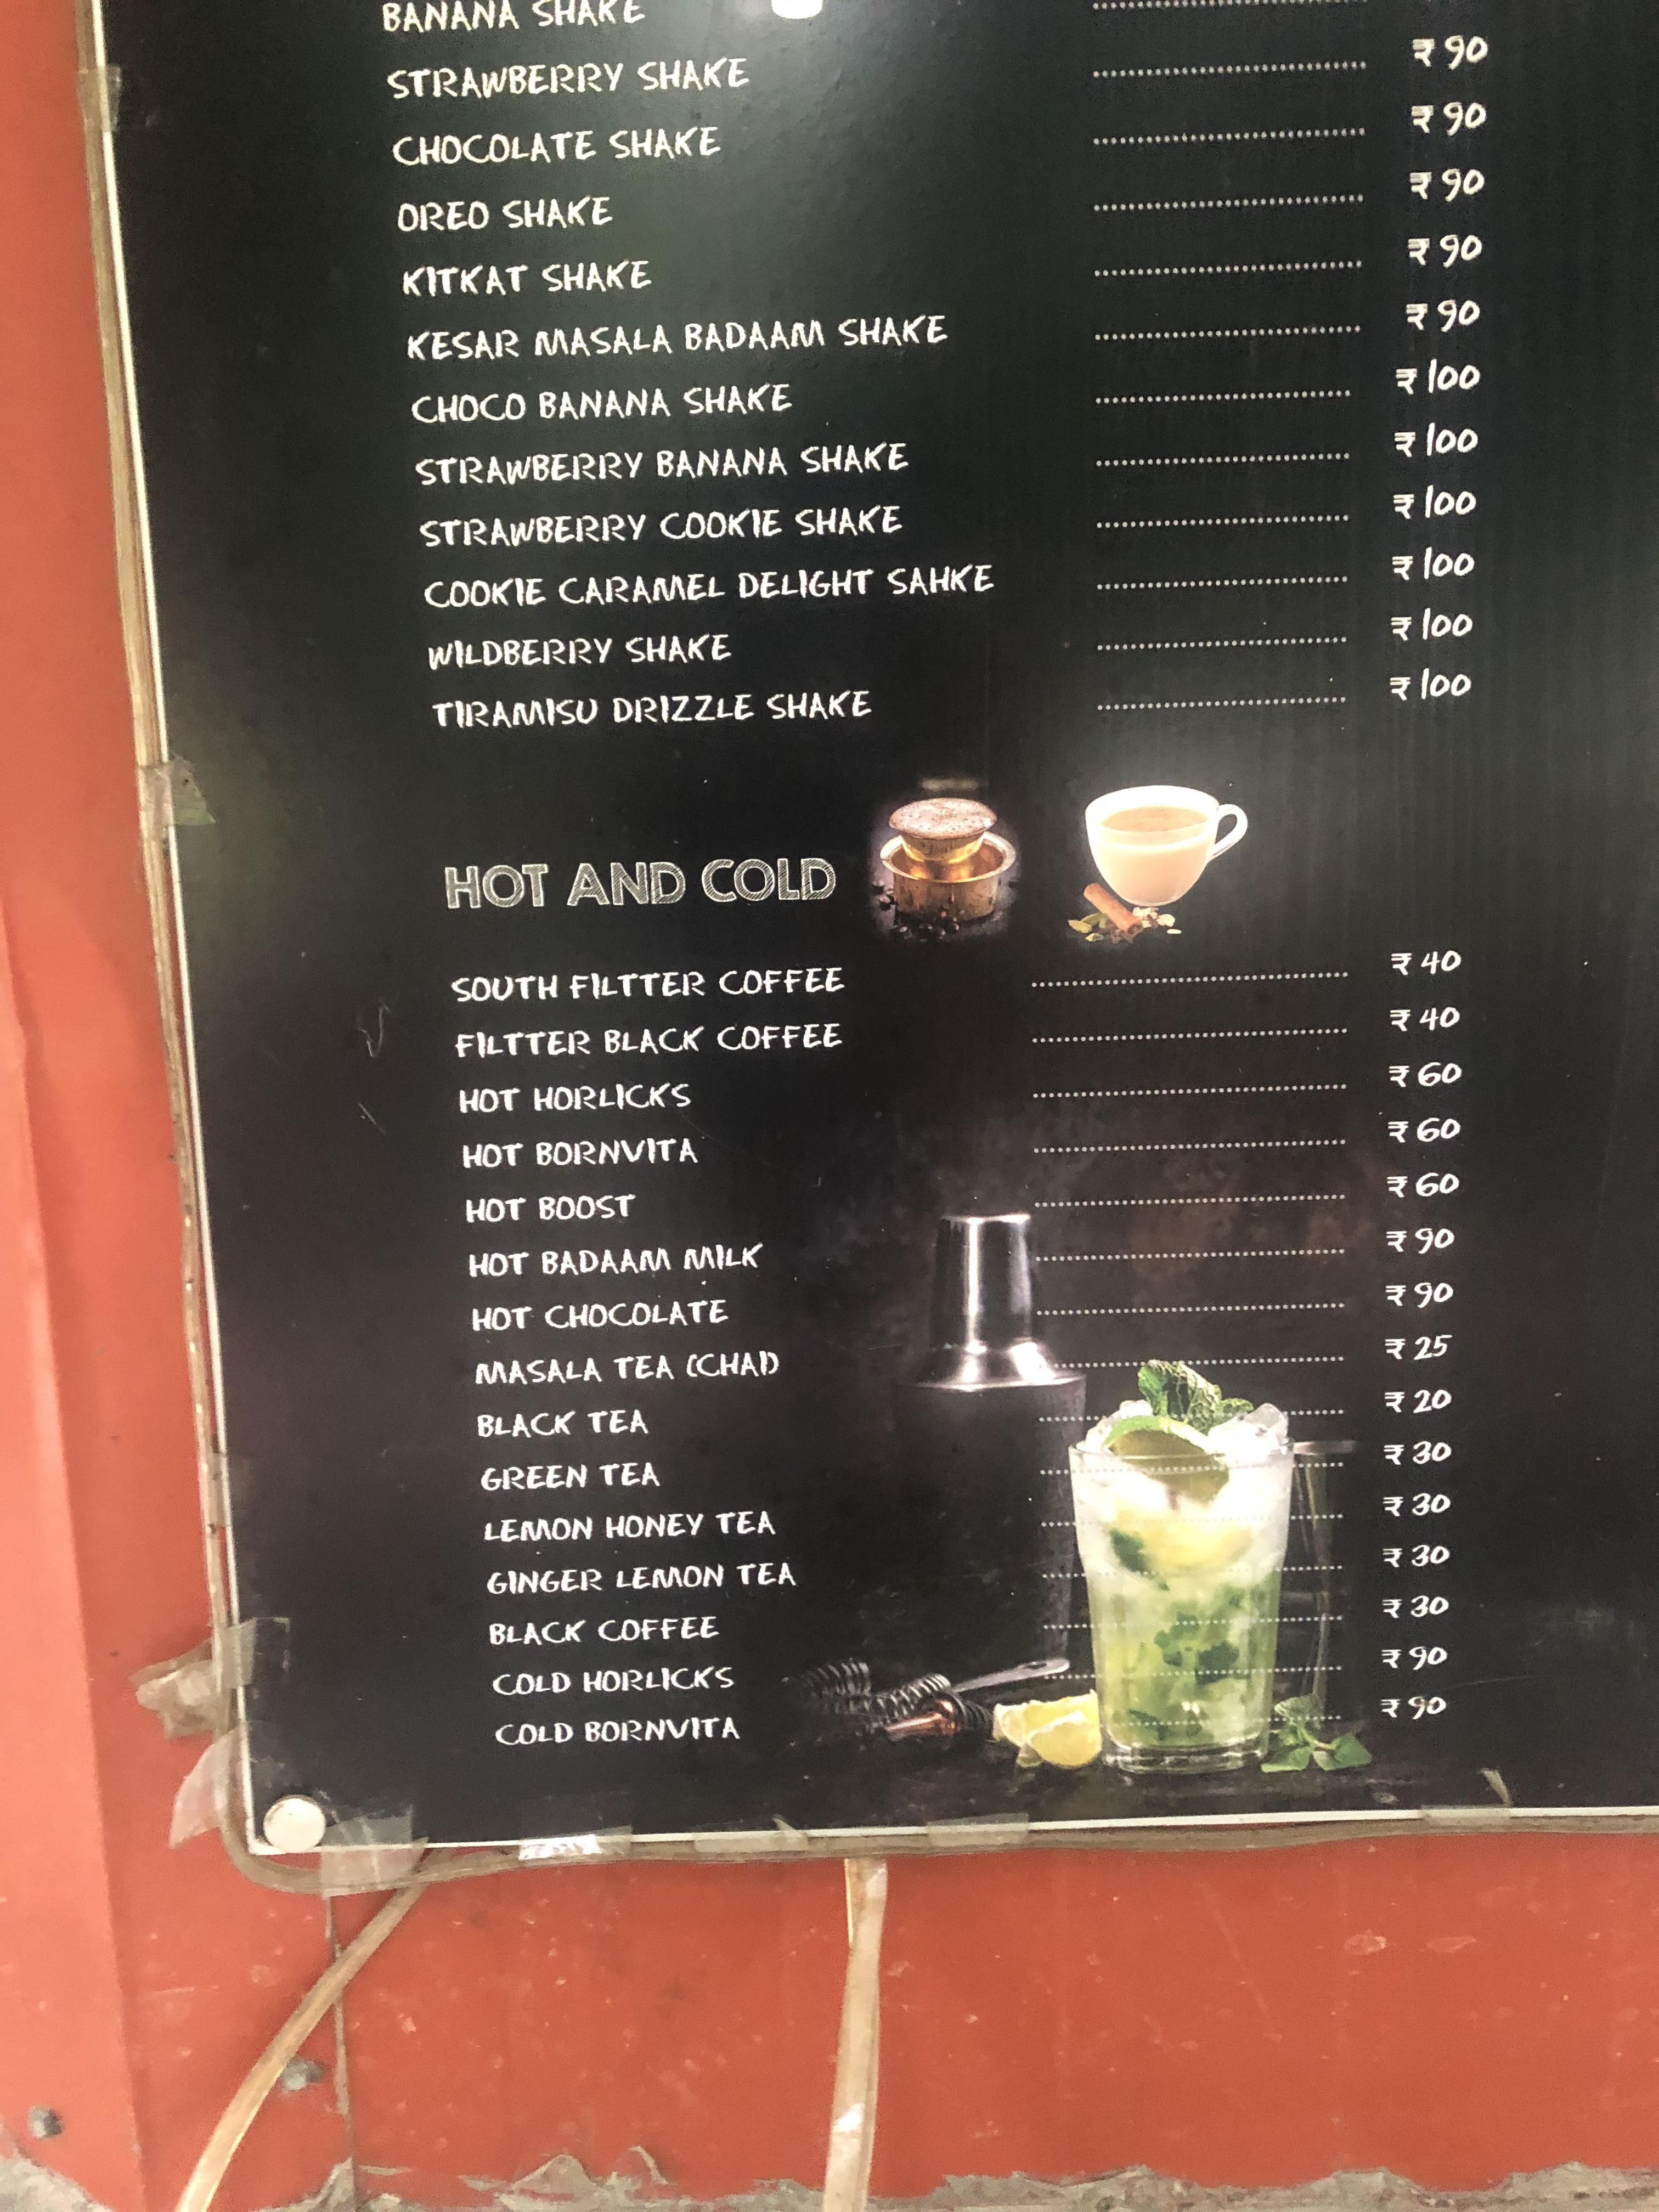 BANANA SHAKE
STRAWBERRY SHAKE ₹ 90
CHOCOLATE SHAKE ₹ 90
OREO SHAKE ₹ 90
KITKAT SHAKE ₹ 90
KESAR MASALA BADAAM SHAKE ₹ 90
CHOCO BANANA SHAKE ₹ 100
STRAWBERRY BANANA SHAKE ₹ 100
STRAWBERRY COOKIE SHAKE ₹ 100
COOKIE CARAMEL DELIGHT SAHKE ₹ 100
WILDBERRY SHAKE ₹ 100
TIRAMISU DRIZZLE SHAKE ₹ 100
HOT AND COLD
SOUTH FILTTER COFFEE ₹ 40
FILTTER BLACK COFFEE ₹ 40
HOT HORLICKS ₹ 60
HOT BORNVITA ₹ 60
HOT BOOST ₹ 60
HOT BADAAM MILK ₹ 90
HOT CHOCOLATE ₹ 90
MASALA TEA (CHAI) ₹ 25
BLACK TEA ₹ 20
GREEN TEA ₹ 30
LEMON HONEY TEA ₹ 30
GINGER LEMON TEA ₹ 30
BLACK COFFEE ₹ 30
COLD HORLICKS ₹ 90
COLD BORNVITA ₹ 90